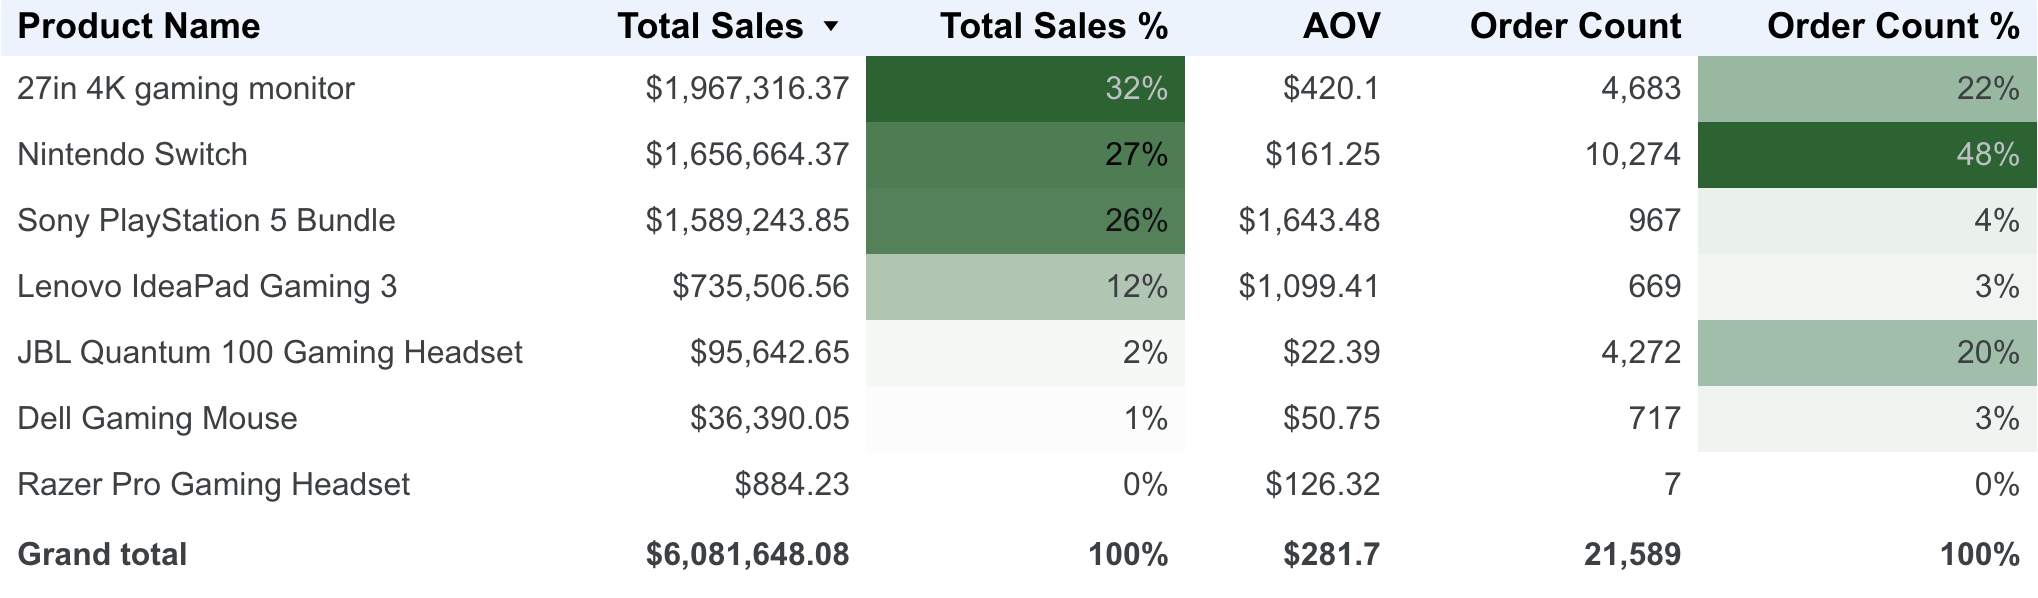 Product Name Total Sales ▼ Total Sales % AOV Order Count Order Count %
27in 4K gaming monitor $1,967,316.37 32% $420.1 4,683 22%
Nintendo Switch $1,656,664.37 27% $161.25 10,274 48%
Sony PlayStation 5 Bundle $1,589,243.85 26% $1,643.48 967 4%
Lenovo IdeaPad Gaming 3 $735,506.56 12% $1,099.41 669 3%
JBL Quantum 100 Gaming Headset $95,642.65 2% $22.39 4,272 20%
Dell Gaming Mouse $36,390.05 1% $50.75 717 3%
Razer Pro Gaming Headset $884.23 0% $126.32 7 0%
Grand total $6,081,648.08 100% $281.7 21,589 100%